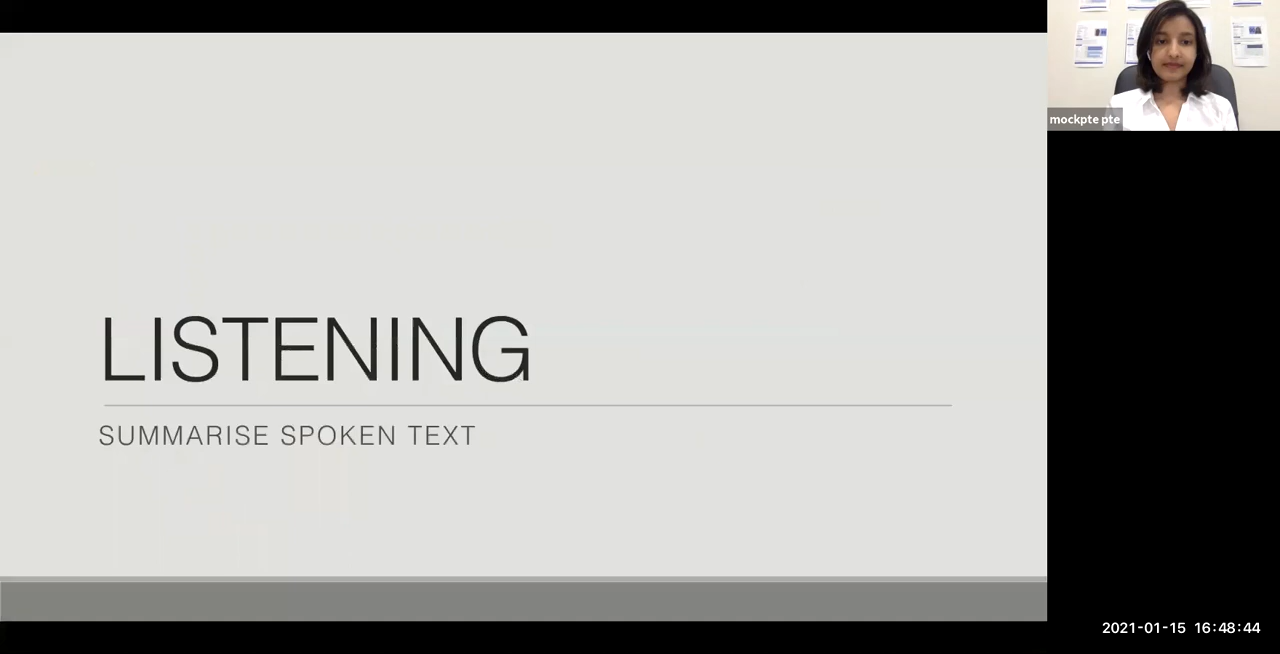 LISTENING
SUMMARISE SPOKEN TEXT
mockpte pte
2021-01-15 16:48:44